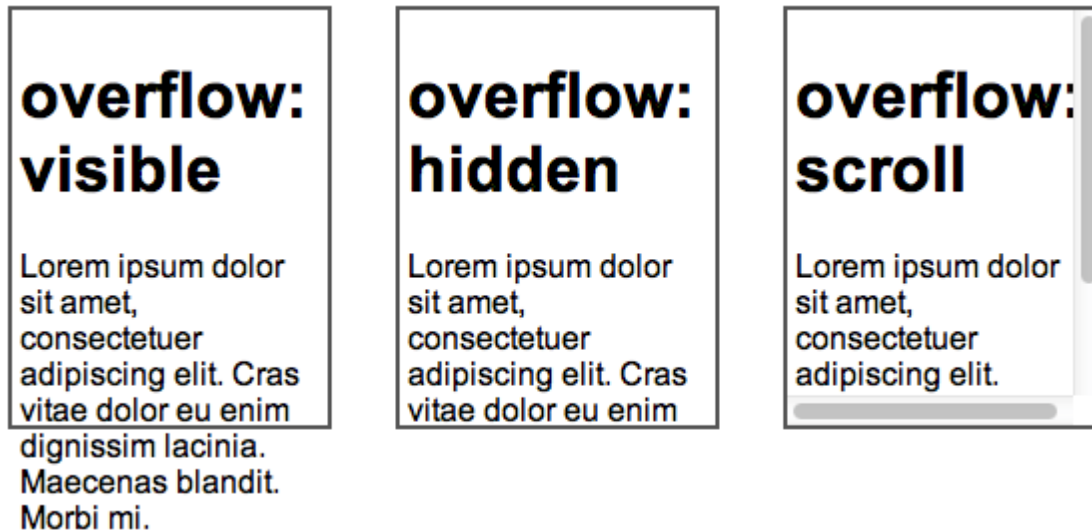 overflow:
visible
Lorem ipsum dolor
sit amet,
consectetuer
adipiscing elit. Cras
vitae dolor eu enim
dignissim lacinia.
Maecenas blandit.
Morbi mi.
overflow:
hidden
Lorem ipsum dolor
sit amet,
consectetuer
adipiscing elit. Cras
vitae dolor eu enim
overflow:
scroll
Lorem ipsum dolor
sit amet,
consectetuer
adipiscing elit.